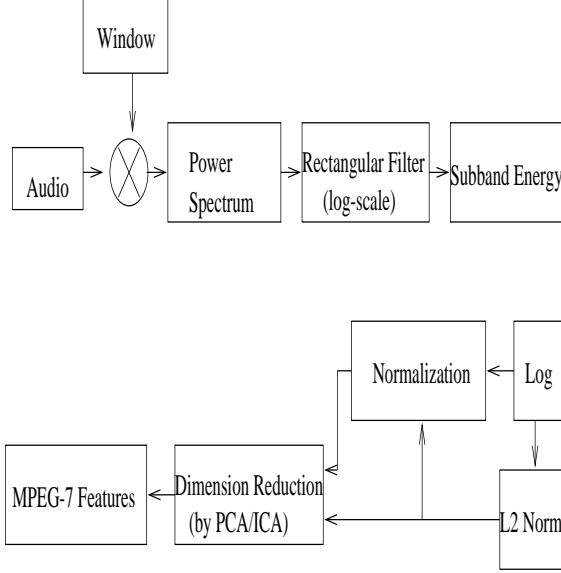 Window
Audio
Power
Spectrum
Rectangular Filter
(log-scale)
Subband Energy
Normalization
Log
MPEG-7 Features
Dimension Reduction
(by PCA/ICA)
L2 Norm